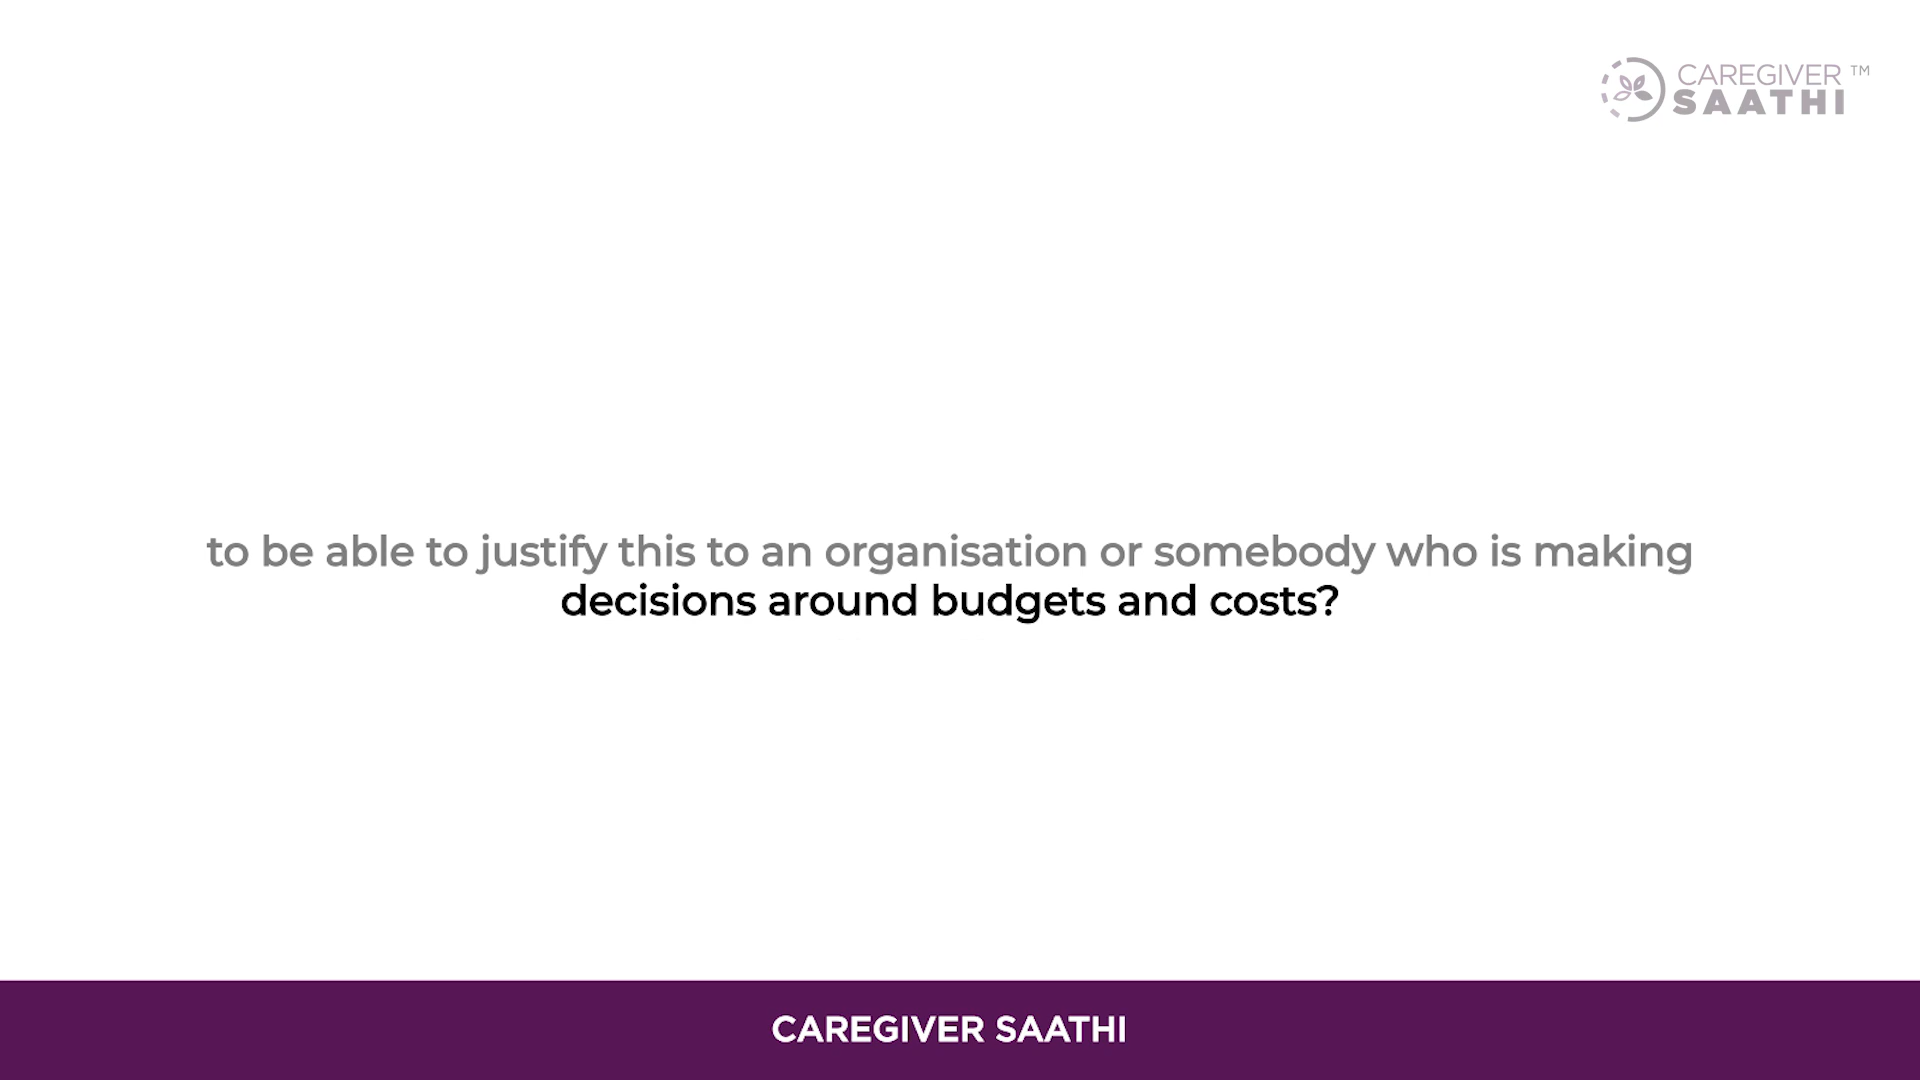 CAREGIVER ™
SAATHI
to be able to justify this to an organisation or somebody who is making
decisions around budgets and costs?
CAREGIVER SAATHI